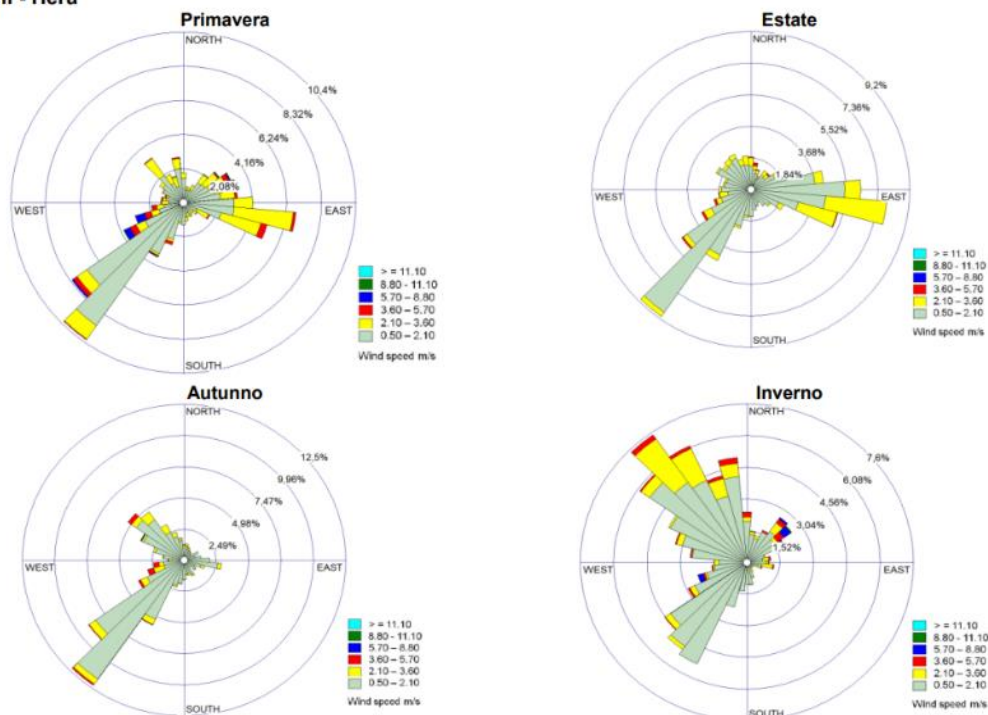 Primavera
NORTH
10,4%
8,32%
6,24%
4,16%
2,08%
WEST
EAST
SOUTH
> = 11.10
8.80 - 11.10
5.70 – 8.80
3.60 – 5.70
2.10 – 3.60
0.50 – 2.10
Wind speed m/s
Estate
NORTH
9,2%
7,36%
5,52%
3,68%
1,84%
WEST
EAST
SOUTH
> = 11.10
8.80 - 11.10
5.70 – 8.80
3.60 – 5.70
2.10 – 3.60
0.50 – 2.10
Wind speed m/s
Autunno
NORTH
12,5%
9,96%
7,47%
4,98%
2,49%
WEST
EAST
SOUTH
> = 11.10
8.80 - 11.10
5.70 – 8.80
3.60 – 5.70
2.10 – 3.60
0.50 – 2.10
Wind speed m/s
Inverno
NORTH
7,6%
6,08%
4,56%
3,04%
1,52%
WEST
EAST
SOUTH
> = 11.10
8.80 - 11.10
5.70 – 8.80
3.60 – 5.70
2.10 – 3.60
0.50 – 2.10
Wind speed m/s